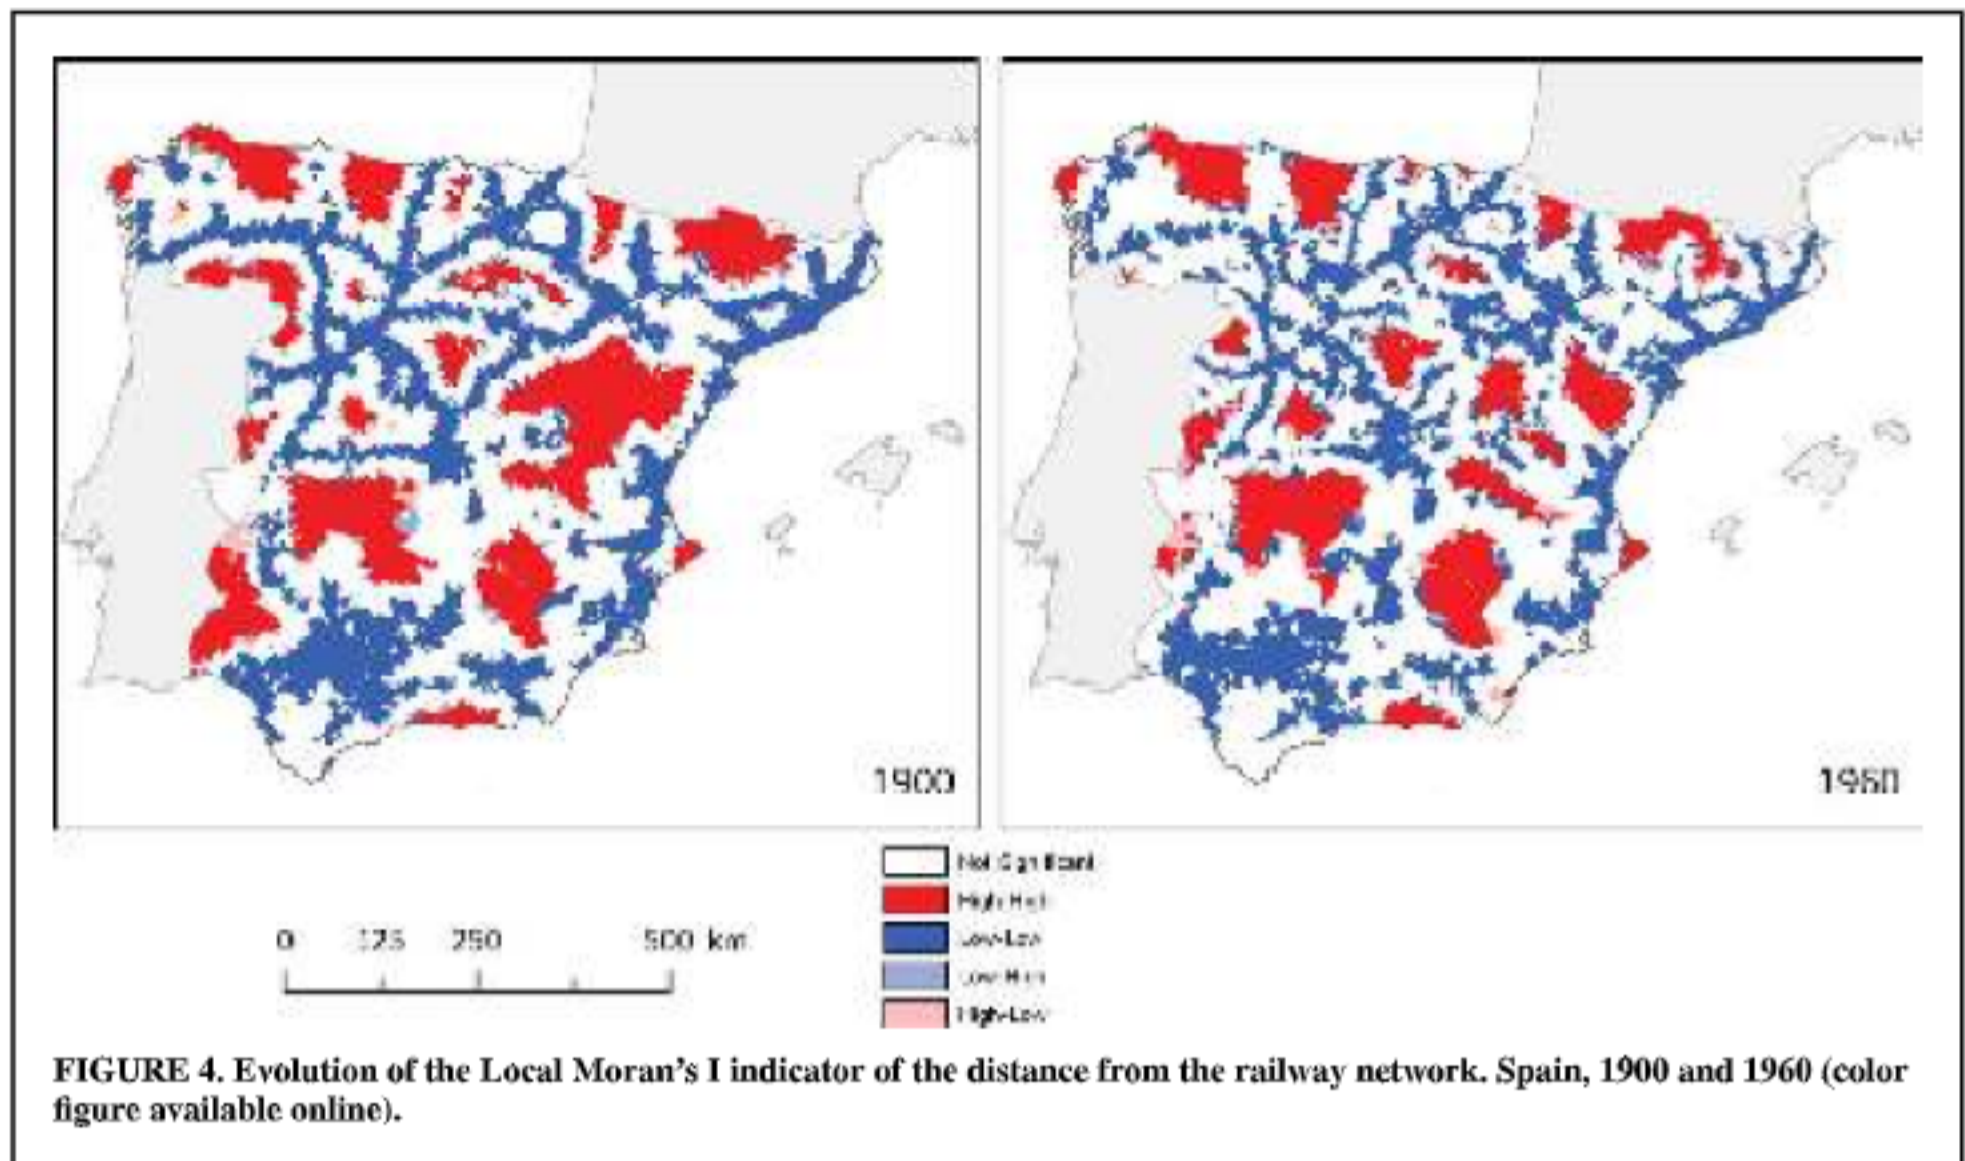 1900
1960
Not Significant
High-High
Low-Low
Low-High
High-Low
0 125 250 500 km
FIGURE 4. Evolution of the Local Moran's I indicator of the distance from the railway network. Spain, 1900 and 1960 (color
figure available online).